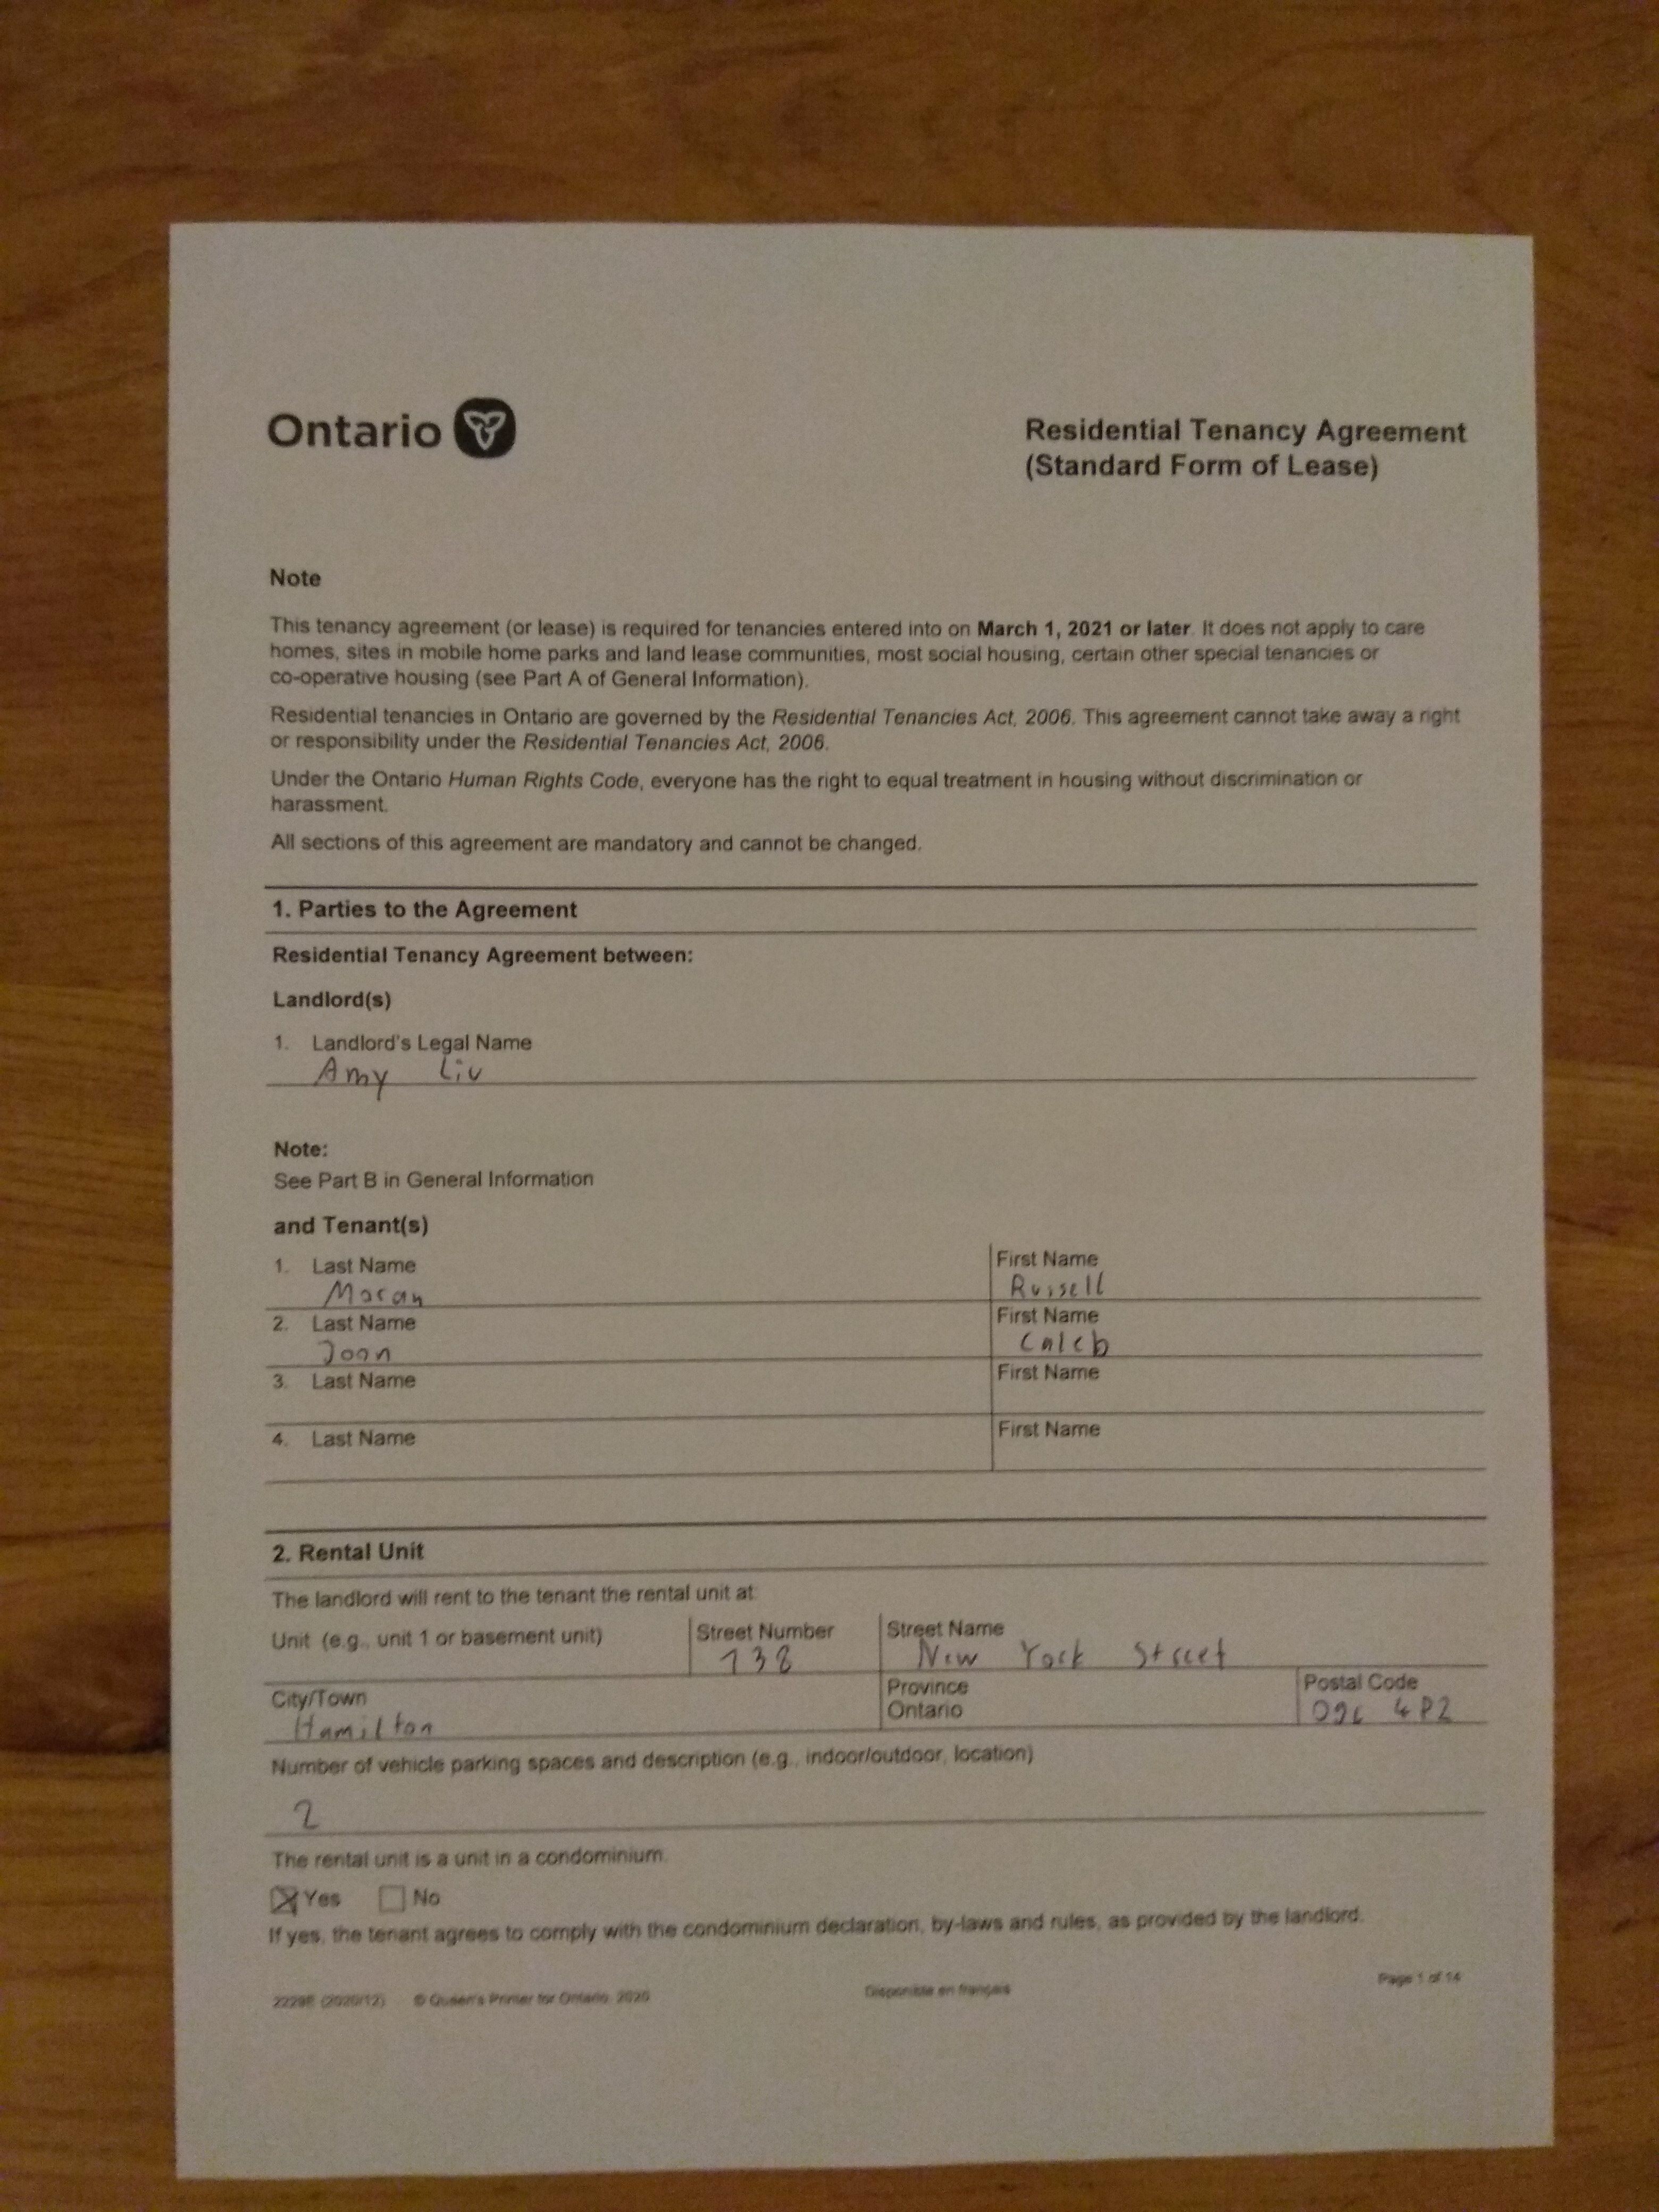 Ontario
Residential Tenancy Agreement
(Standard Form of Lease)
Note
This tenancy agreement (or lease) is required for tenancies entered into on March 1, 2021 or later. It does not apply to care
homes, sites in mobile home parks and land lease communities, most social housing, certain other special tenancies or
co-operative housing (see Part A of General Information).
Residential tenancies in Ontario are governed by the Residential Tenancies Act, 2006. This agreement cannot take away a right
or responsibility under the Residential Tenancies Act, 2006.
Under the Ontario Human Rights Code, everyone has the right to equal treatment in housing without discrimination or
harassment.
All sections of this agreement are mandatory and cannot be changed.
1. Parties to the Agreement
Residential Tenancy Agreement between:
Landlord(s)
1. Landlord's Legal Name
Amy Liu
Note:
See Part B in General Information
and Tenant(s)
1. Last Name First Name
Moran Russell
2. Last Name First Name
Joan Caleb
3. Last Name First Name
4. Last Name First Name
2. Rental Unit
The landlord will rent to the tenant the rental unit at:
Unit (e.g., unit 1 or basement unit) Street Number Street Name
738 New York Street
City/Town Province Postal Code
Hamilton Ontario 4P2
Number of vehicle parking spaces and description (e.g., indoor/outdoor, location)
2
The rental unit is a unit in a condominium.
Yes No
If yes, the tenant agrees to comply with the condominium declaration, by-laws and rules, as provided by the landlord.
2229E (2020/12) © Queen's Printer for Ontario, 2020 Disponible en français Page 1 of 14